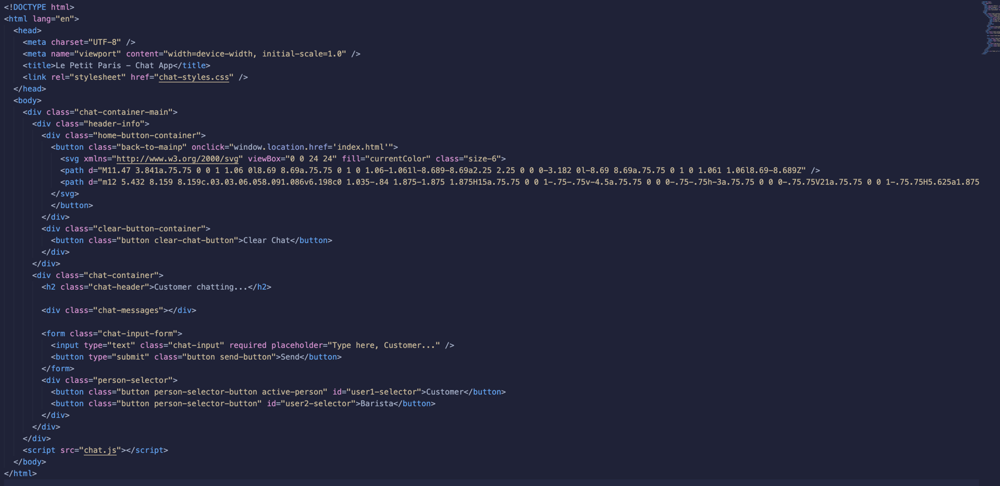 <!DOCTYPE html>
<html lang="en">
  <head>
    <meta charset="UTF-8" />
    <meta name="viewport" content="width=device-width, initial-scale=1.0" />
    <title>Le Petit Paris - Chat App</title>
    <link rel="stylesheet" href="chat-styles.css" />
  </head>
  <body>
    <div class="chat-container-main">
      <div class="header-info">
        <div class="home-button-container">
          <button class="back-to-mainp" onclick="window.location.href='index.html'">
            <svg xmlns="http://www.w3.org/2000/svg" viewBox="0 0 24 24" fill="currentColor" class="size-6">
            <path d="M11.47 3.841a.75.75 0 0 1 1.06 0l8.69 8.69a.75.75 0 1 0 1.06-1.061l-8.689-8.69a2.25 2.25 0 0 0-3.182 0l-8.69 8.69a.75.75 0 1 0 1.061 1.06l8.69-8.689Z" />
            <path d="m12 5.432 8.159 8.159c.03.03.06.058.091.086v6.198c0 1.035-.84 1.875-1.875 1.875H15a.75.75 0 0 1-.75-.75v-4.5a.75.75 0 0 0-.75-.75h-3a.75.75 0 0 0-.75.75V21a.75.75 0 0 1-.75.75H5.625a1.875
          </svg>
          </button>
        </div>
        <div class="clear-button-container">
          <button class="button clear-chat-button">Clear Chat</button>
        </div>
      </div>
      <div class="chat-container">
        <h2 class="chat-header">Customer chatting...</h2>

        <div class="chat-messages"></div>

        <form class="chat-input-form">
          <input type="text" class="chat-input" required placeholder="Type here, Customer..." />
          <button type="submit" class="button send-button">Send</button>
        </form>
        <div class="person-selector">
          <button class="button person-selector-button active-person" id="user1-selector">Customer</button>
          <button class="button person-selector-button" id="user2-selector">Barista</button>
        </div>
      </div>
    </div>
    <script src="chat.js"></script>
  </body>
</html>